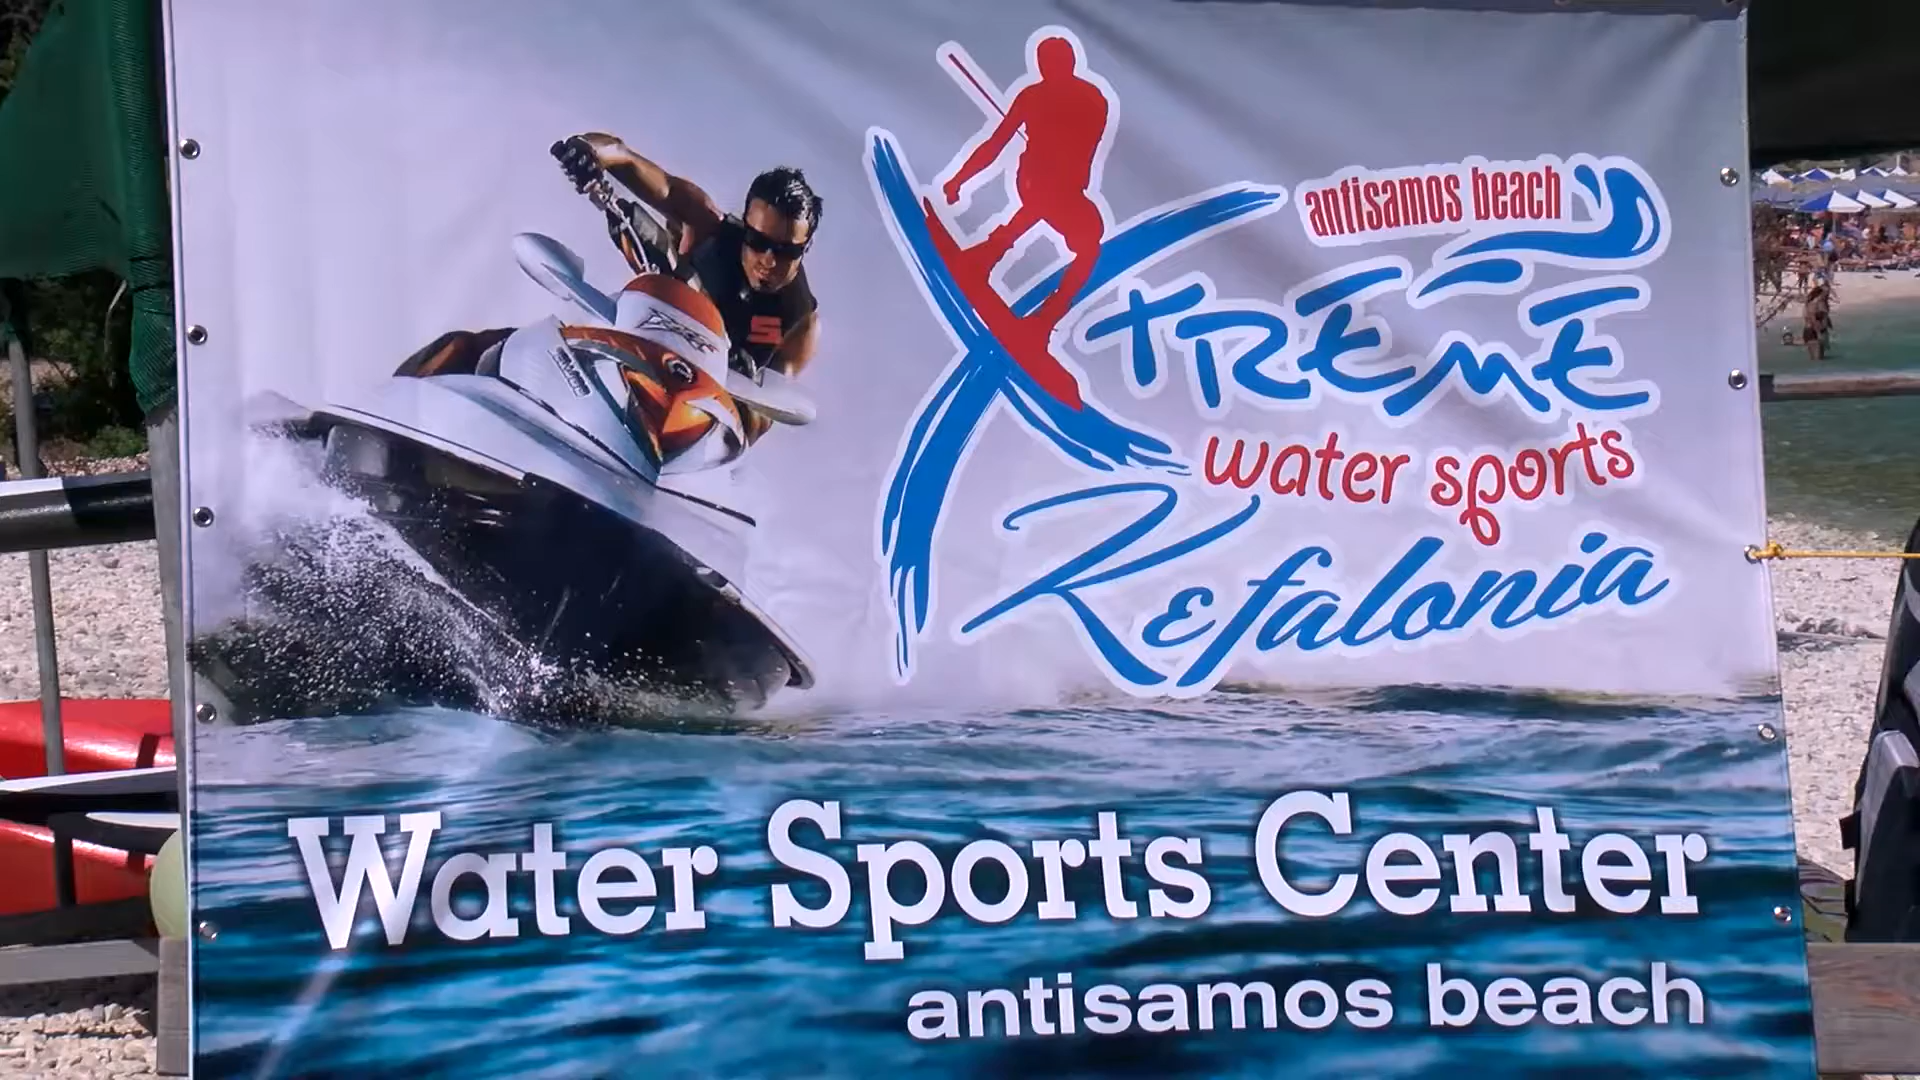 antisamos beach
XTREME
water sports
Kefalonia
Water Sports Center
antisamos beach